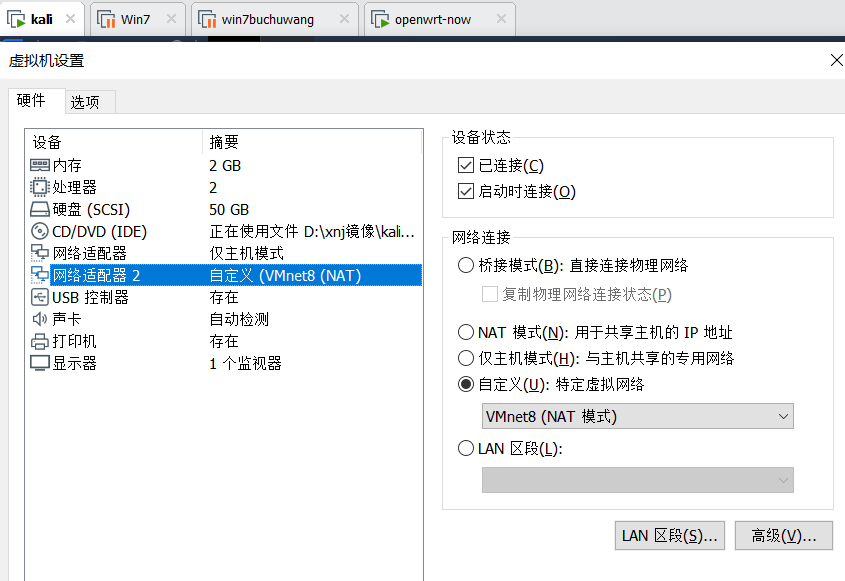 kali Win7 win7buchuwang openwrt-now
虚拟机设置
硬件 选项
设备 摘要
内存 2 GB
处理器 2
硬盘 (SCSI) 50 GB
CD/DVD (IDE) 正在使用文件 D:\xnj镜像\kali...
网络适配器 仅主机模式
网络适配器 2 自定义 (VMnet8 (NAT)
USB 控制器 存在
声卡 自动检测
打印机 存在
显示器 1 个监视器
设备状态
已连接(C)
启动时连接(O)
网络连接
桥接模式(B): 直接连接物理网络
复制物理网络连接状态(P)
NAT 模式(N): 用于共享主机的 IP 地址
仅主机模式(H): 与主机共享的专用网络
自定义(U): 特定虚拟网络
VMnet8 (NAT 模式)
LAN 区段(L):
LAN 区段(S)... 高级(V)...